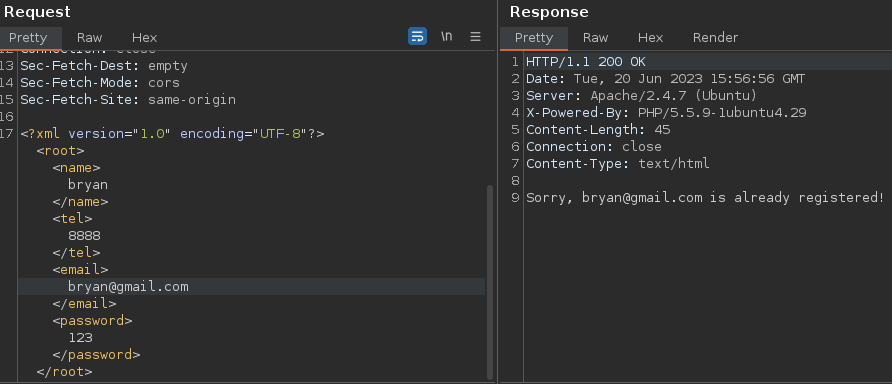 Request
Pretty Raw Hex \n
12 Connection: close
13 Sec-Fetch-Dest: empty
14 Sec-Fetch-Mode: cors
15 Sec-Fetch-Site: same-origin
16
17 <?xml version="1.0" encoding="UTF-8"?>
<root>
<name>
bryan
</name>
<tel>
8888
</tel>
<email>
bryan@gmail.com
</email>
<password>
123
</password>
</root>
Response
Pretty Raw Hex Render
1 HTTP/1.1 200 OK
2 Date: Tue, 20 Jun 2023 15:56:56 GMT
3 Server: Apache/2.4.7 (Ubuntu)
4 X-Powered-By: PHP/5.5.9-1ubuntu4.29
5 Content-Length: 45
6 Connection: close
7 Content-Type: text/html
8
9 Sorry, bryan@gmail.com is already registered!